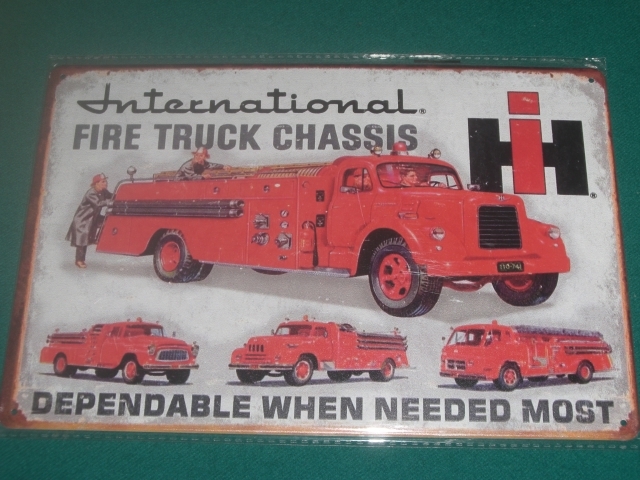 International®
FIRE TRUCK CHASSIS
IH®
DEPENDABLE WHEN NEEDED MOST